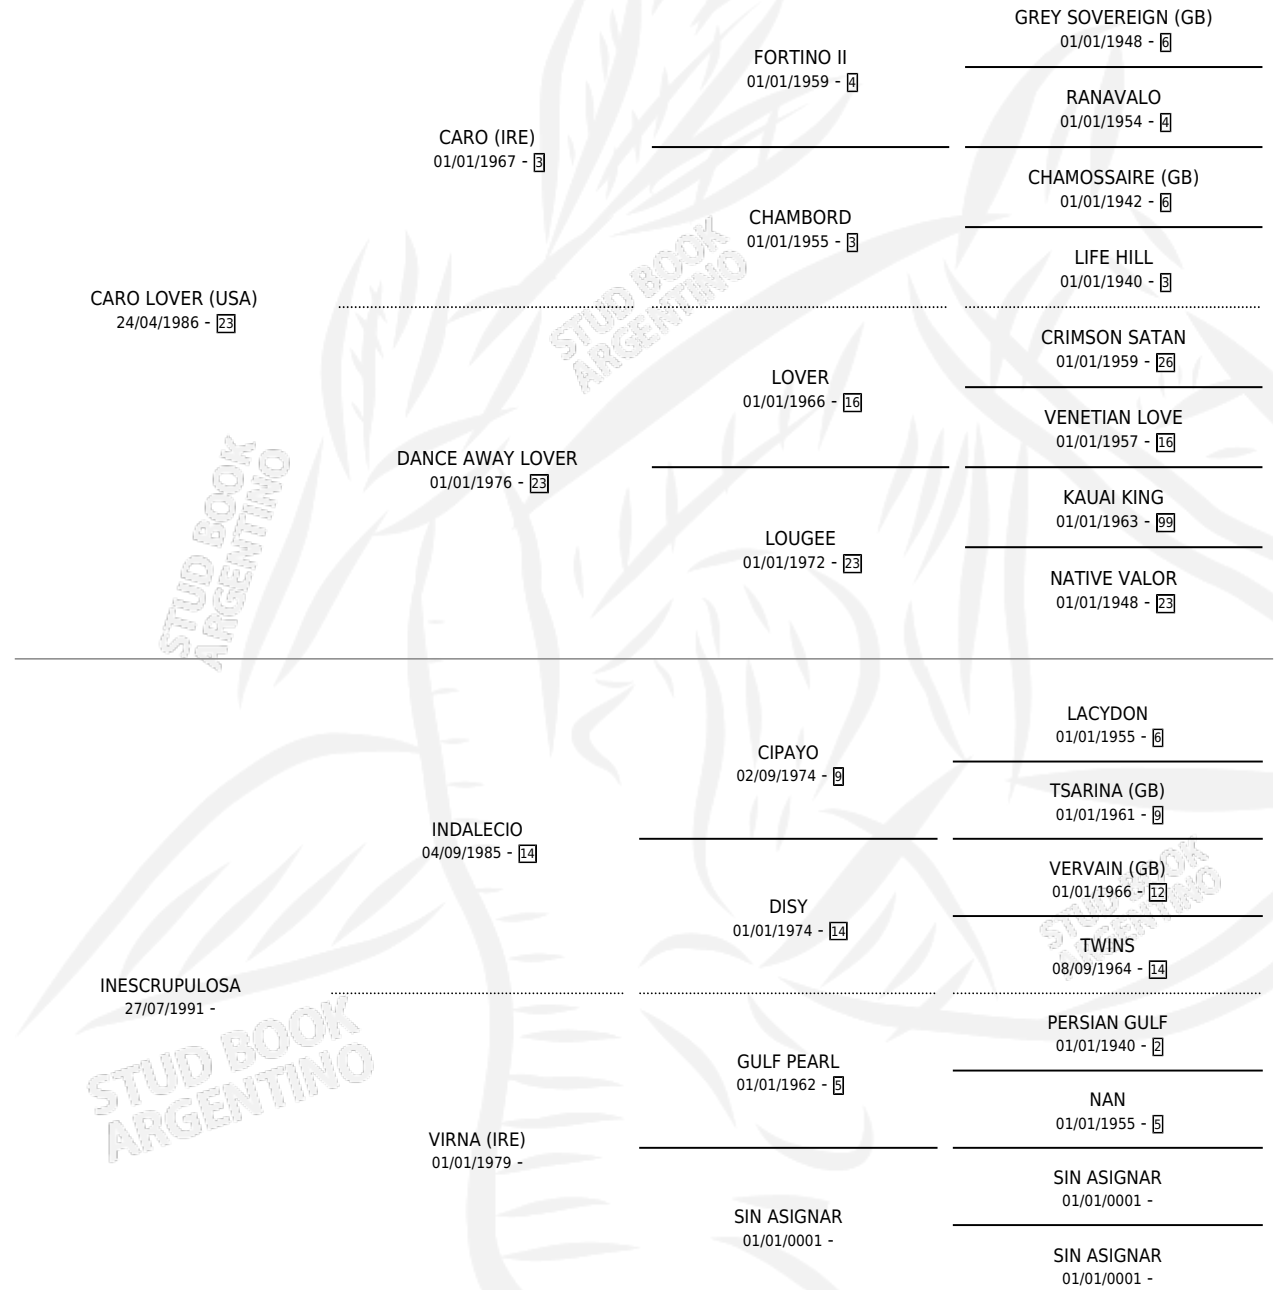 GREY SOVEREIGN (GB)
01/01/1948 - 6
FORTINO II
01/01/1959 - 4
RANAVALO
01/01/1954 - 4
CARO (IRE)
01/01/1967 - 3
CHAMOSSAIRE (GB)
01/01/1942 - 6
CHAMBORD
01/01/1955 - 3
LIFE HILL
01/01/1940 - 3
CARO LOVER (USA)
24/04/1986 - 23
STUD BOOK
ARGENTINO
CRIMSON SATAN
01/01/1959 - 26
LOVER
01/01/1966 - 16
VENETIAN LOVE
01/01/1957 - 16
DANCE AWAY LOVER
01/01/1976 - 23
KAUAI KING
01/01/1963 - 99
LOUGEE
01/01/1972 - 23
NATIVE VALOR
01/01/1948 - 23
STUD BOOK
ARGENTINO
LACYDON
01/01/1955 - 6
CIPAYO
02/09/1974 - 9
TSARINA (GB)
01/01/1961 - 9
INDALECIO
04/09/1985 - 14
VERVAIN (GB)
01/01/1966 - 12
DISY
01/01/1974 - 14
TWINS
08/09/1964 - 14
STUD BOOK
ARGENTINO
INESCRUPULOSA
27/07/1991 -
PERSIAN GULF
01/01/1940 - 2
GULF PEARL
01/01/1962 - 5
NAN
01/01/1955 - 5
STUD BOOK
ARGENTINO
VIRNA (IRE)
01/01/1979 -
SIN ASIGNAR
01/01/0001 -
SIN ASIGNAR
01/01/0001 -
SIN ASIGNAR
01/01/0001 -